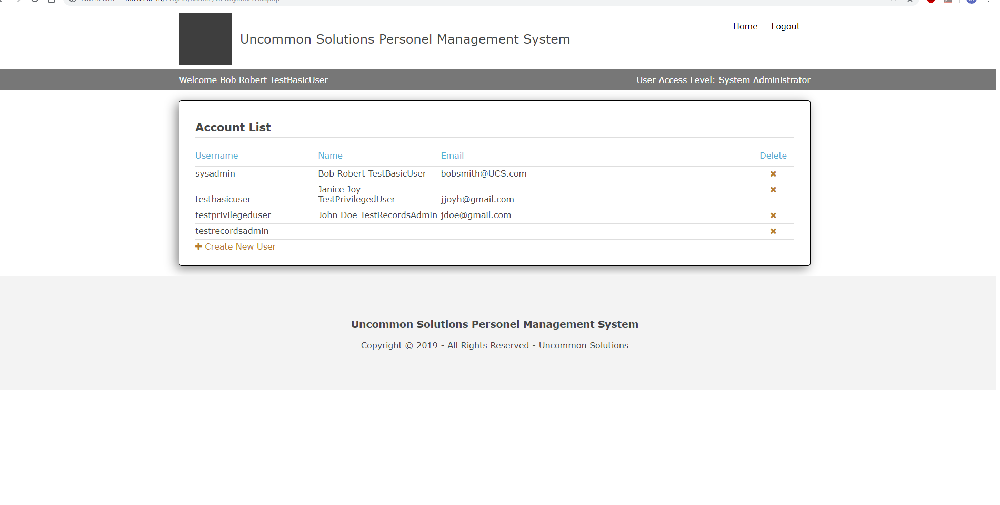 Home Logout
Uncommon Solutions Personel Management System
Welcome Bob Robert TestBasicUser User Access Level: System Administrator
Account List
Username Name Email Delete
sysadmin Bob Robert TestBasicUser bobsmith@UCS.com
Janice Joy
testbasicuser TestPrivilegedUser jjoyh@gmail.com
testprivilegeduser John Doe TestRecordsAdmin jdoe@gmail.com
testrecordsadmin
Create New User
Uncommon Solutions Personel Management System
Copyright © 2019 - All Rights Reserved - Uncommon Solutions